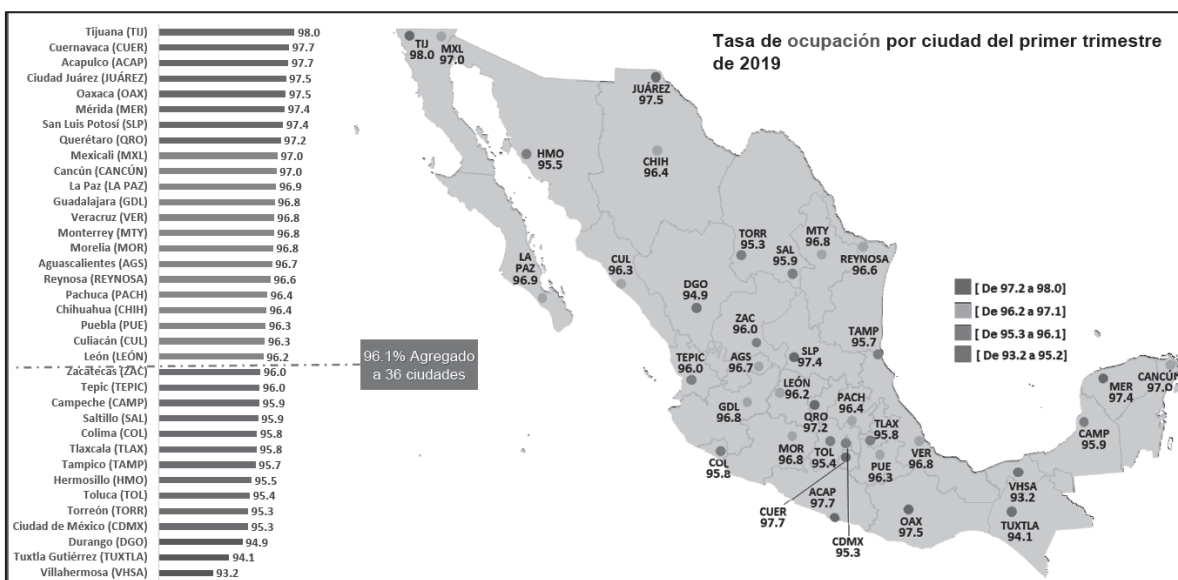 Tijuana (TIJ) 98.0
Cuernavaca (CUER) 97.7
Acapulco (ACAP) 97.7
Ciudad Juárez (JUÁREZ) 97.5
Oaxaca (OAX) 97.5
Mérida (MER) 97.4
San Luis Potosí (SLP) 97.4
Querétaro (QRO) 97.2
Mexicali (MXL) 97.0
Cancún (CANCÚN) 97.0
La Paz (LA PAZ) 96.9
Guadalajara (GDL) 96.8
Veracruz (VER) 96.8
Monterrey (MTY) 96.8
Morelia (MOR) 96.8
Aguascalientes (AGS) 96.7
Reynosa (REYNOSA) 96.6
Pachuca (PACH) 96.4
Chihuahua (CHIH) 96.4
Puebla (PUE) 96.3
Culiacán (CUL) 96.3
León (LEÓN) 96.2
Zacatecas (ZAC) 96.0
Tepic (TEPIC) 96.0
Campeche (CAMP) 95.9
Saltillo (SAL) 95.9
Colima (COL) 95.8
Tlaxcala (TLAX) 95.8
Tampico (TAMP) 95.7
Hermosillo (HMO) 95.5
Toluca (TOL) 95.4
Torreón (TORR) 95.3
Ciudad de México (CDMX) 95.3
Durango (DGO) 94.9
Tuxtla Gutiérrez (TUXTLA) 94.1
Villahermosa (VHSA) 93.2
96.1% Agregado
a 36 ciudades
Tasa de ocupación por ciudad del primer trimestre
de 2019
TIJ
98.0
MXL
97.0
JUÁREZ
97.5
HMO
95.5
CHIH
96.4
LA
PAZ
96.9
CUL
96.3
TORR
95.3
SAL
95.9
MTY
96.8
REYNOSA
96.6
DGO
94.9
ZAC
96.0
TAMP
95.7
TEPIC
96.0
AGS
96.7
SLP
97.4
LEÓN
96.2
GDL
96.8
QRO
97.2
PACH
96.4
TLAX
95.8
COL
95.8
MOR
96.8
TOL
95.4
PUE
96.3
VER
96.8
CUER
97.7
ACAP
97.7
CDMX
95.3
OAX
97.5
VHSA
93.2
TUXTLA
94.1
CAMP
95.9
MER
97.4
CANCÚN
97.0
[ De 97.2 a 98.0]
[ De 96.2 a 97.1]
[ De 95.3 a 96.1]
[ De 93.2 a 95.2]